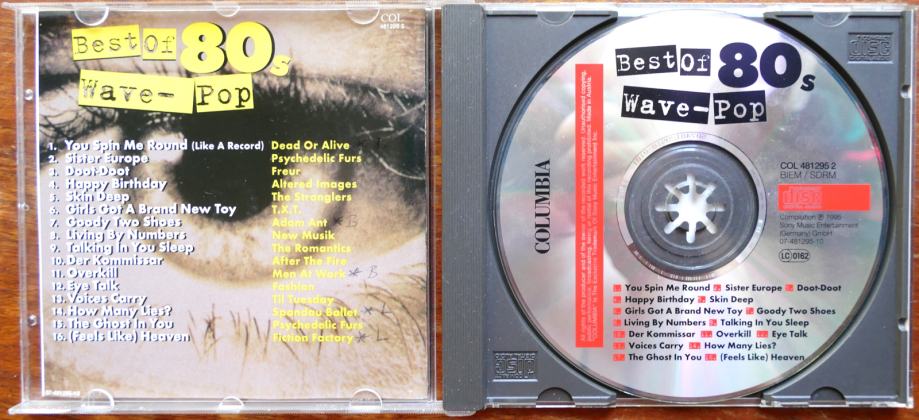 COL
481295 2
Best Of 80s
Wave-Pop
1. You Spin Me Round (Like A Record) Dead Or Alive
2. Sister Europe Psychedelic Furs
3. Doot-Doot Freur
4. Happy Birthday Altered Images
5. Skin Deep The Stranglers
6. Girls Got A Brand New Toy T.X.T.
7. Goody Two Shoes Adam Ant B
8. Living By Numbers New Musik
9. Talking In You Sleep The Romantics
10. Der Kommissar After The Fire
11. Overkill Men At Work * B
12. Eye Talk Fashion
13. Voices Carry Til Tuesday
14. How Many Lies? Spandau Ballet
15. The Ghost In You Psychedelic Furs
16. (Feels Like) Heaven Fiction Factory
Best Of 80s
Wave-Pop
COLUMBIA
COL 481295 2
BIEM / SDRM
disc
Compilation ℗ 1995
Sony Music Entertainment
(Germany) GmbH
07-481295-10
LC 0162
You Spin Me Round Sister Europe Doot-Doot
Happy Birthday Skin Deep
Girls Got A Brand New Toy Goody Two Shoes
Living By Numbers Talking In You Sleep
Der Kommissar Overkill Eye Talk
Voices Carry How Many Lies?
The Ghost In You (Feels Like) Heaven